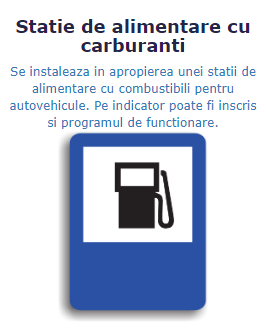 Statie de alimentare cu
carburanti
Se instaleaza in apropierea unei statii de
alimentare cu combustibili pentru
autovehicule. Pe indicator poate fi inscris
si programul de functionare.